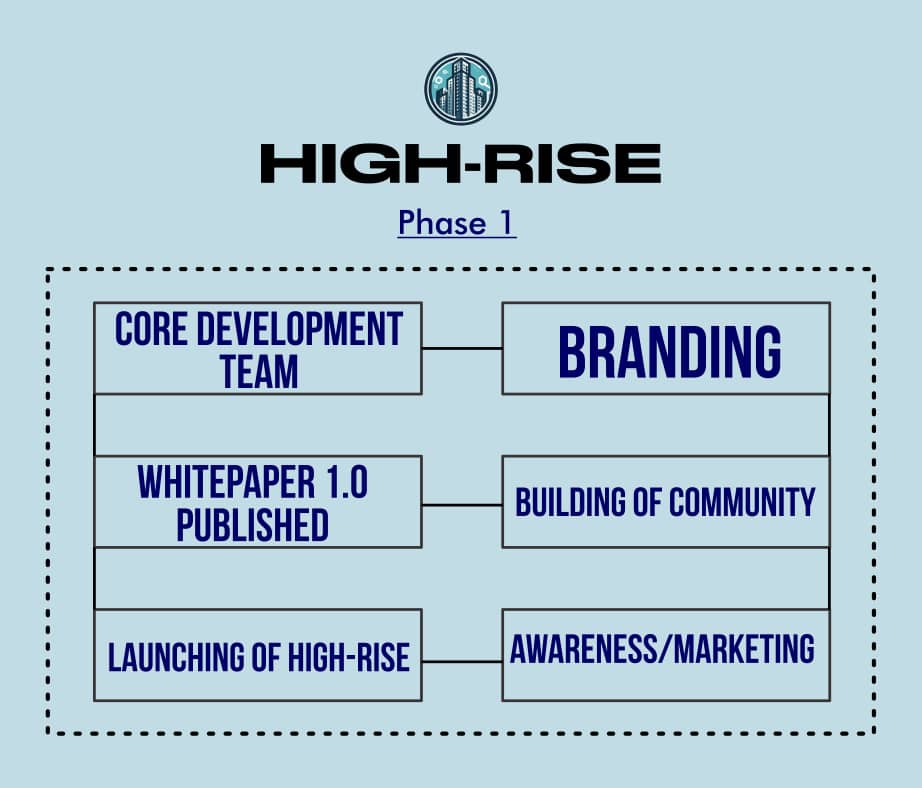 HIGH-RISE
Phase 1
CORE DEVELOPMENT
TEAM
BRANDING
WHITEPAPER 1.0
PUBLISHED
BUILDING OF COMMUNITY
LAUNCHING OF HIGH-RISE
AWARENESS/MARKETING